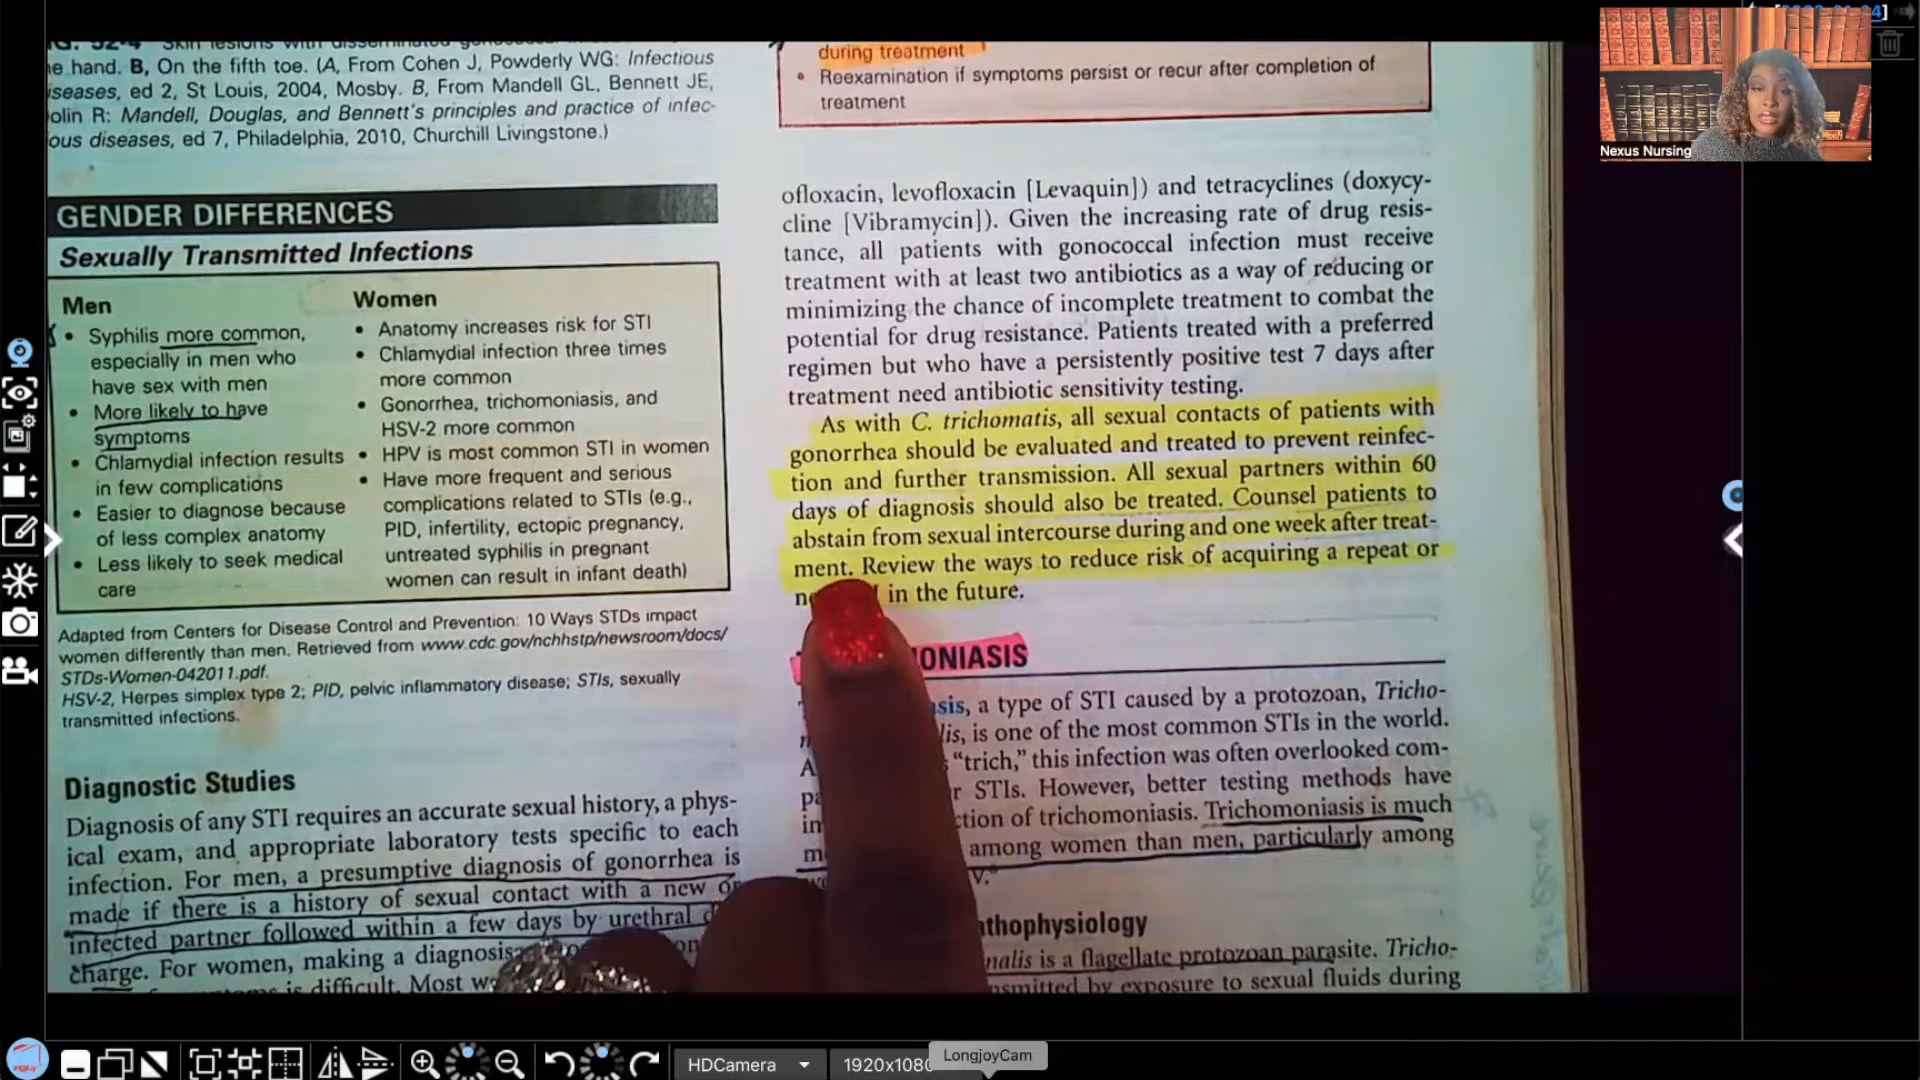 Skin lesions with disseminated
e hand. B, On the fifth toe. (A, From Cohen J, Powderly WG: Infectious
iseases, ed 2, St Louis, 2004, Mosby. B, From Mandell GL, Bennett JE,
olin R: Mandell, Douglas, and Bennett's principles and practice of infec-
ous diseases, ed 7, Philadelphia, 2010, Churchill Livingstone.)
GENDER DIFFERENCES
Sexually Transmitted Infections
Men
• Syphilis more common,
especially in men who
have sex with men
• More likely to have
symptoms
• Chlamydial infection results
in few complications
• Easier to diagnose because
of less complex anatomy
• Less likely to seek medical
care
Women
• Anatomy increases risk for STI
• Chlamydial infection three times
more common
• Gonorrhea, trichomoniasis, and
HSV-2 more common
• HPV is most common STI in women
• Have more frequent and serious
complications related to STIs (e.g.,
PID, infertility, ectopic pregnancy,
untreated syphilis in pregnant
women can result in infant death)
Adapted from Centers for Disease Control and Prevention: 10 Ways STDs impact
women differently than men. Retrieved from www.cdc.gov/nchhstp/newsroom/docs/
STDs-Women-042011.pdf.
HSV-2, Herpes simplex type 2; PID, pelvic inflammatory disease; STIs, sexually
transmitted infections.
Diagnostic Studies
Diagnosis of any STI requires an accurate sexual history, a phys-
ical exam, and appropriate laboratory tests specific to each
infection. For men, a presumptive diagnosis of gonorrhea is
made if there is a history of sexual contact with a new or
infected partner followed within a few days by urethral
charge. For women, making a diagnosis
is difficult. Most
during treatment
• Reexamination if symptoms persist or recur after completion of
treatment
ofloxacin, levofloxacin [Levaquin]) and tetracyclines (doxycy-
cline [Vibramycin]). Given the increasing rate of drug resis-
tance, all patients with gonococcal infection must receive
treatment with at least two antibiotics as a way of reducing or
minimizing the chance of incomplete treatment to combat the
potential for drug resistance. Patients treated with a preferred
regimen but who have a persistently positive test 7 days after
treatment need antibiotic sensitivity testing.
As with C. trichomatis, all sexual contacts of patients with
gonorrhea should be evaluated and treated to prevent reinfec-
tion and further transmission. All sexual partners within 60
days of diagnosis should also be treated. Counsel patients to
abstain from sexual intercourse during and one week after treat-
ment. Review the ways to reduce risk of acquiring a repeat or
in the future.
ONIASIS
asis, a type of STI caused by a protozoan, Tricho-
lis, is one of the most common STIs in the world.
"trich," this infection was often overlooked com-
r STIs. However, better testing methods have
ction of trichomoniasis. Trichomoniasis is much
among women than men, particularly among
thophysiology
nalis is a flagellate protozoan parasite. Tricho-
nsmitted by exposure to sexual fluids during
Nexus Nursing
HDCamera
1920x1080
LongjoyCam